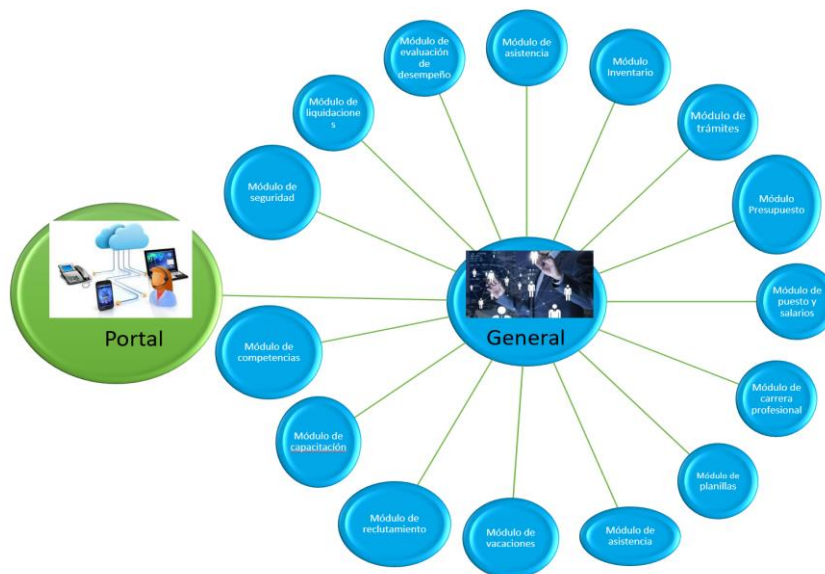 Módulo de
evaluación
de
desempeño
Módulo de
asistencia
Módulo
Inventario
Módulo de
liquidacione
s
Módulo de
trámites
Módulo de
seguridad
Módulo
Presupuesto
Portal
General
Módulo de
puesto y
salarios
Módulo de
competencias
Módulo de
carrera
profesional
Módulo de
capacitación
Módulo de
planillas
Módulo de
reclutamiento
Módulo de
vacaciones
Módulo de
asistencia